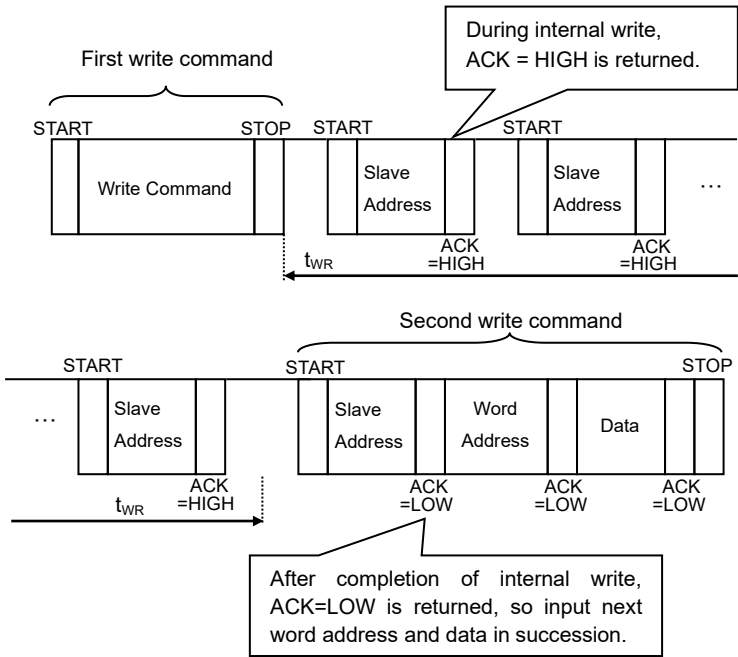 During internal write,
ACK = HIGH is returned.
First write command
START STOP START START
Write Command
Slave
Address
Slave
Address
…
ACK
=HIGH
ACK
=HIGH
tWR
Second write command
START START STOP
…
Slave
Address
Slave
Address
Word
Address
Data
ACK
=HIGH
ACK
=LOW
ACK
=LOW
ACK
=LOW
tWR
After completion of internal write,
ACK=LOW is returned, so input next
word address and data in succession.